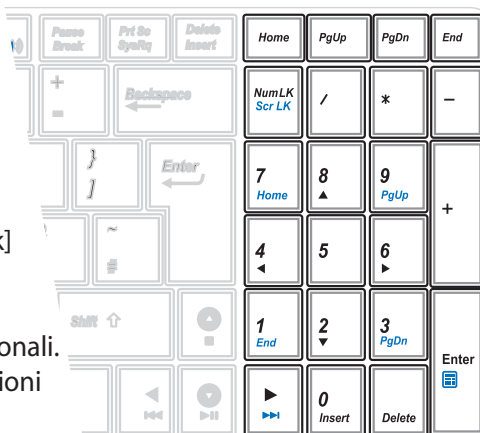 Pause Break
Prt Sc SysRq
Delete Insert
Home
PgUp
PgDn
End
+ =
Backspace
NumLK Scr LK
/
*
–
} ]
Enter
7 Home
8
9 PgUp
+
k]
~ #
4
5
6
onali.
ioni
Shift
1 End
2
3 PgDn
Enter
0 Insert
Delete